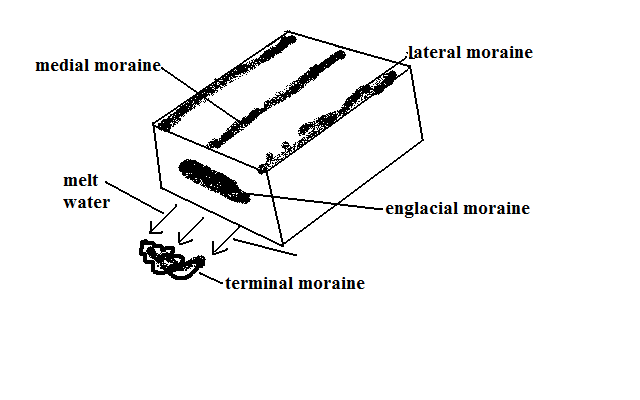 lateral moraine
medial moraine
melt
water
englacial moraine
terminal moraine